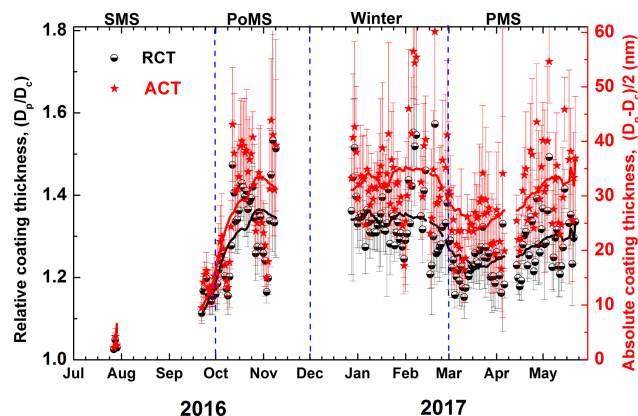 SMS PoMS Winter PMS
1.8 80
RCT
ACT
70
1.6 60
50
1.4 40
30
1.2 20
10
1.0 0
Relative coating thickness, (Dp/Dc)
Absolute coating thickness, (Dp-Dc)/2 (nm)
Jul Aug Sep Oct Nov Dec Jan Feb Mar Apr May
2016 2017